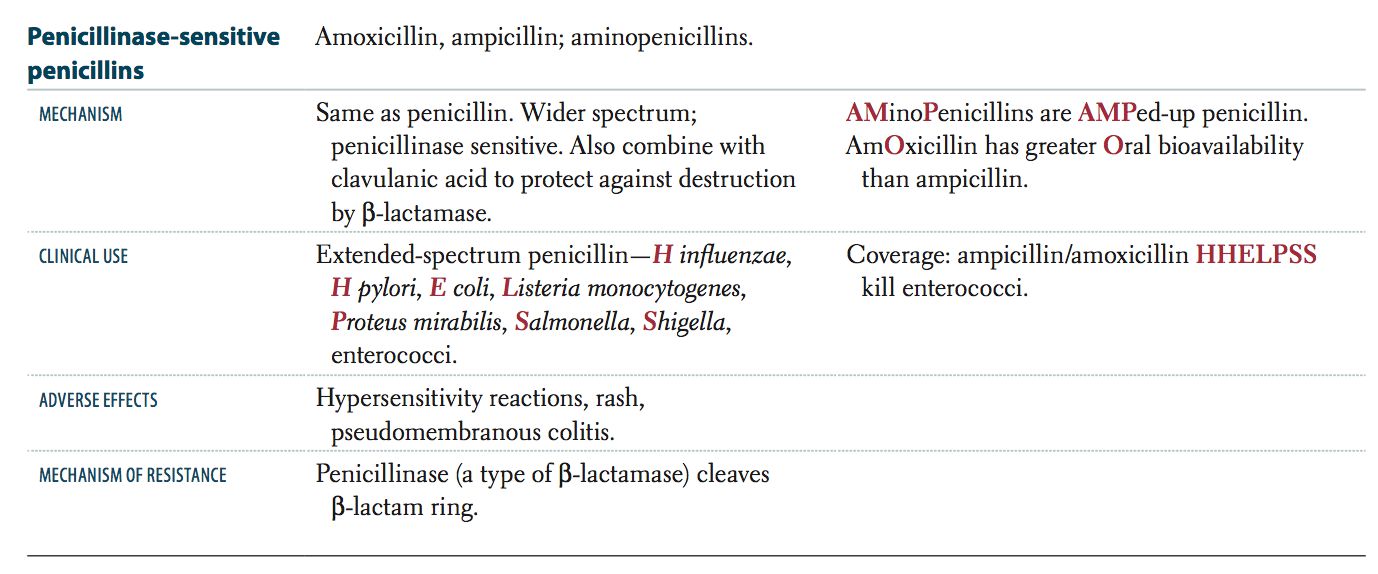 Penicillinase-sensitive penicillins
Amoxicillin, ampicillin; aminopenicillins.
MECHANISM
Same as penicillin. Wider spectrum;
penicillinase sensitive. Also combine with
clavulanic acid to protect against destruction
by β-lactamase.
AMinoPenicillins are AMPed-up penicillin.
AmOxicillin has greater Oral bioavailability
than ampicillin.
CLINICAL USE
Extended-spectrum penicillin—H influenzae,
H pylori, E coli, Listeria monocytogenes,
Proteus mirabilis, Salmonella, Shigella,
enterococci.
Coverage: ampicillin/amoxicillin HHELPSS
kill enterococci.
ADVERSE EFFECTS
Hypersensitivity reactions, rash,
pseudomembranous colitis.
MECHANISM OF RESISTANCE
Penicillinase (a type of β-lactamase) cleaves
β-lactam ring.